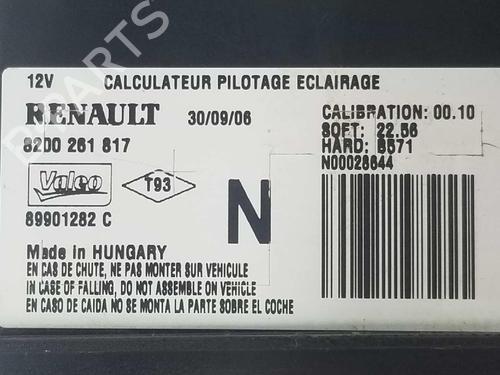 12V CALCULATEUR PILOTAGE ECLAIRAGE
RENAULT 30/09/06 CALIBRATION: 00.10
8200 261 817 SOFT: 22.56
HARD: B571
Valeo T93 N N00028644
89901282 C
Made in HUNGARY
EN CAS DE CHUTE, NE PAS MONTER SUR VEHICULE
IN CASE OF FALLING, DO NOT ASSEMBLE ON VEHICLE
EN CASO DE CAIDA NO SE MONTA LA PARTE SOBRE EL COCHE